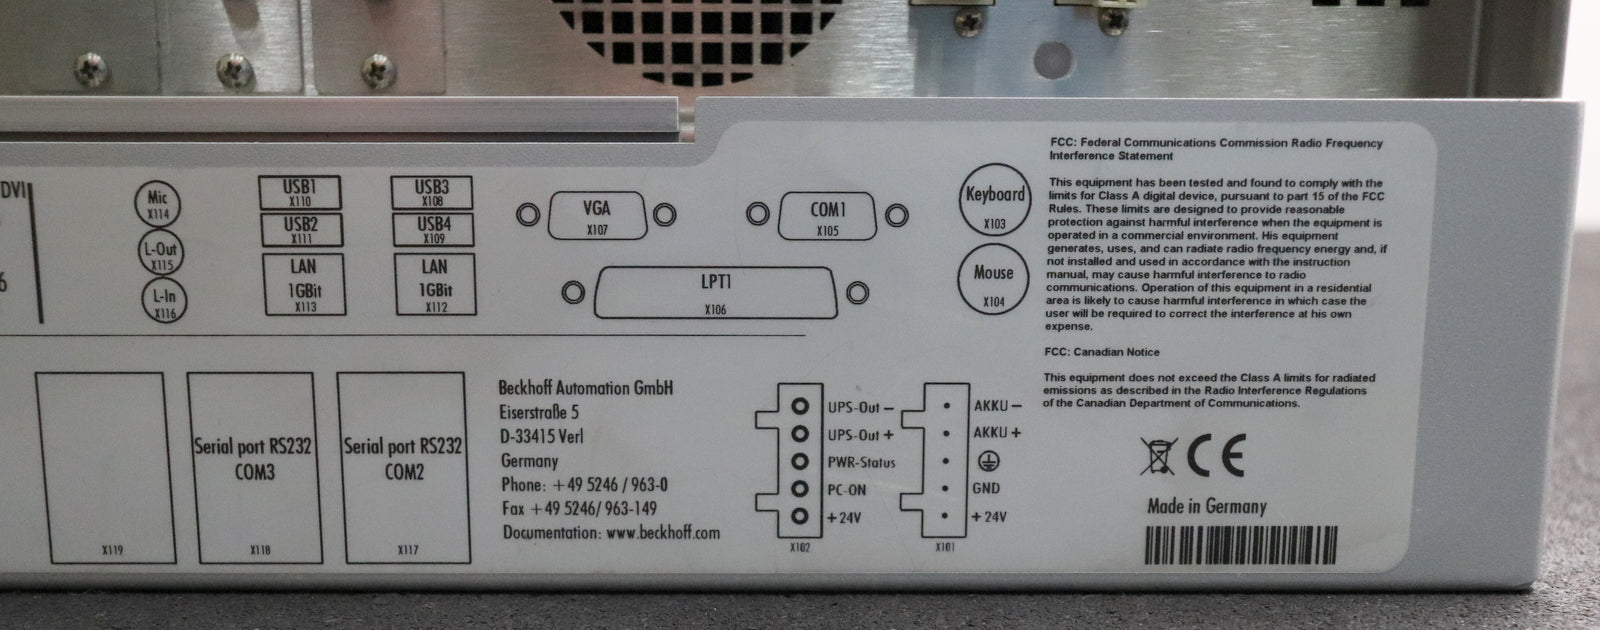 DVI
6
Mic
X114
L-Out
X115
L-In
X116
USB1
X110
USB2
X111
LAN
1GBit
X113
USB3
X108
USB4
X109
LAN
1GBit
X112
VGA
X107
COM1
X105
LPT1
X106
Keyboard
X103
Mouse
X104
FCC: Federal Communications Commission Radio Frequency
Interference Statement
This equipment has been tested and found to comply with the
limits for Class A digital device, pursuant to part 15 of the FCC
Rules. These limits are designed to provide reasonable
protection against harmful interference when the equipment is
operated in a commercial environment. His equipment
generates, uses, and can radiate radio frequency energy and, if
not installed and used in accordance with the instruction
manual, may cause harmful interference to radio
communications. Operation of this equipment in a residential
area is likely to cause harmful interference in which case the
user will be required to correct the interference at his own
expense.
FCC: Canadian Notice
This equipment does not exceed the Class A limits for radiated
emissions as described in the Radio Interference Regulations
of the Canadian Department of Communications.
X119
Serial port RS232
COM3
X118
Serial port RS232
COM2
X117
Beckhoff Automation GmbH
Eiserstraße 5
D-33415 Verl
Germany
Phone: +49 5246 / 963-0
Fax +49 5246/ 963-149
Documentation: www.beckhoff.com
UPS-Out −
UPS-Out +
PWR-Status
PC-ON
+24V
X102
AKKU −
AKKU +
GND
+24V
X101
CE
Made in Germany